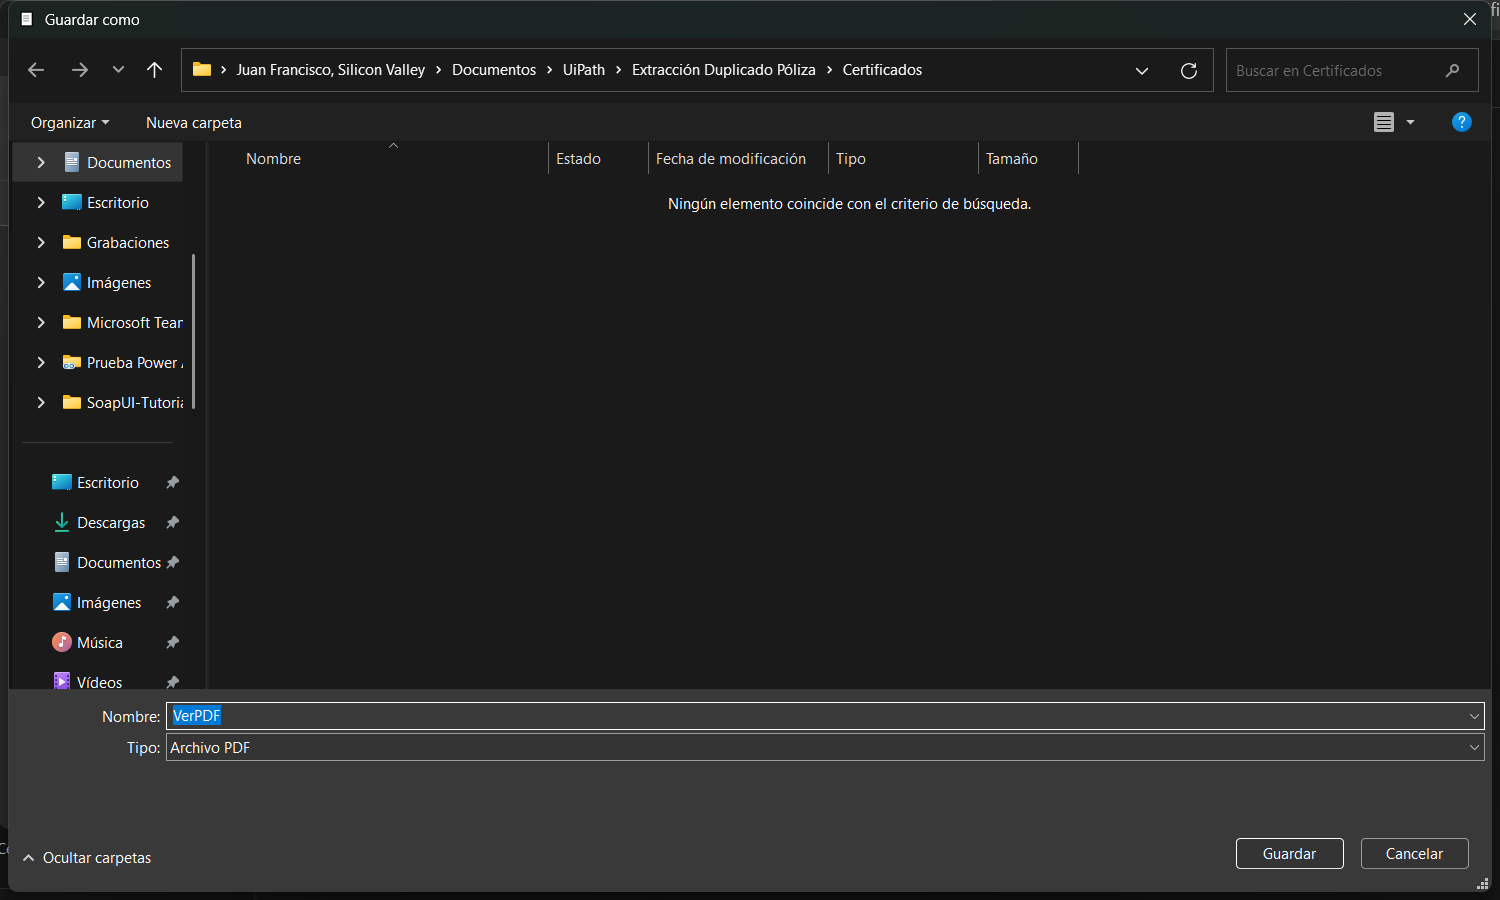 Guardar como
Juan Francisco, Silicon Valley > Documentos > UiPath > Extracción Duplicado Póliza > Certificados
Buscar en Certificados
Organizar
Nueva carpeta
?
Nombre
Estado
Fecha de modificación
Tipo
Tamaño
Ningún elemento coincide con el criterio de búsqueda.
Documentos
Escritorio
Grabaciones
Imágenes
Microsoft Tean
Prueba Power
SoapUI-Tutoria
Escritorio
Descargas
Documentos
Imágenes
Música
Vídeos
Nombre: VerPDF
Tipo: Archivo PDF
Ocultar carpetas
Guardar
Cancelar